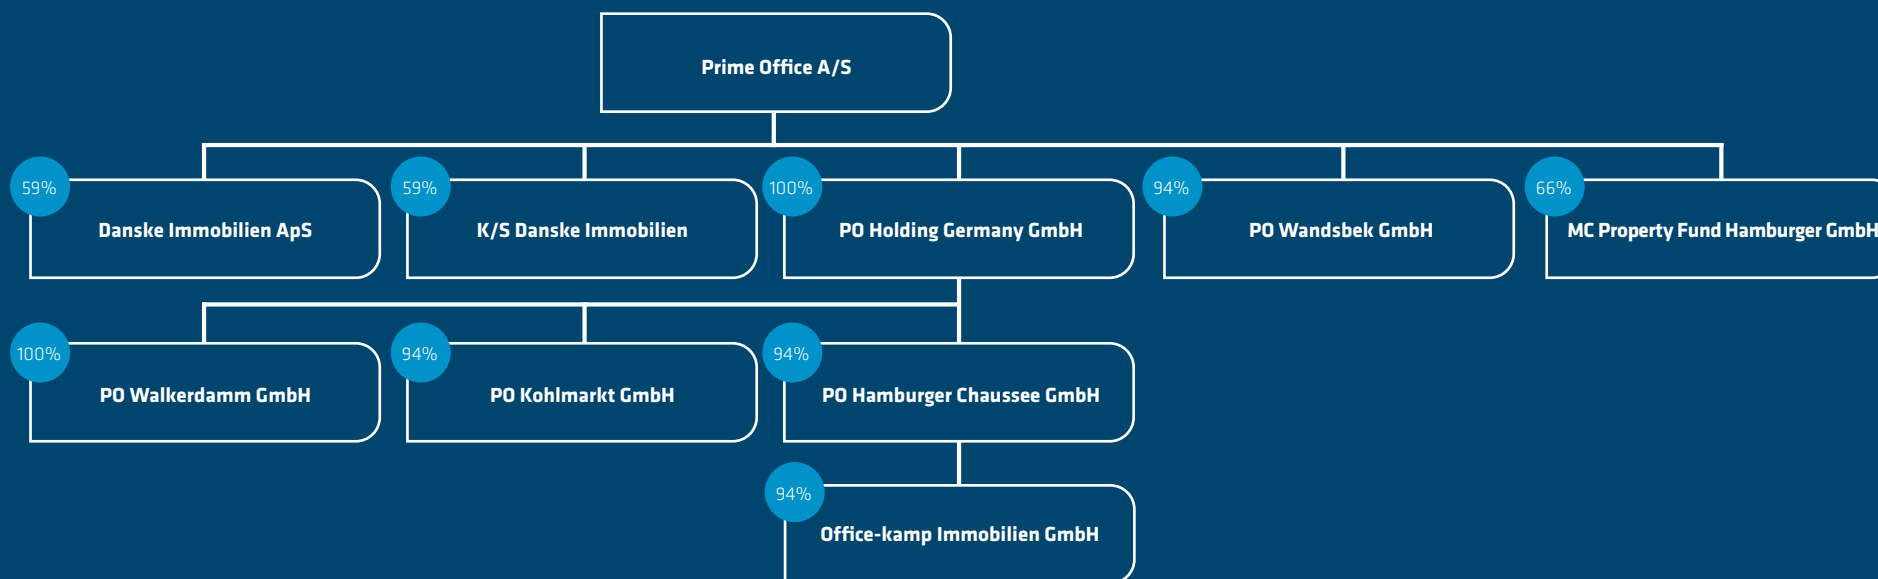 Prime Office A/S
59%
Danske Immobilien ApS
59%
K/S Danske Immobilien
100%
PO Holding Germany GmbH
94%
PO Wandsbek GmbH
66%
MC Property Fund Hamburger GmbH
100%
PO Walkerdamm GmbH
94%
PO Kohlmarkt GmbH
94%
PO Hamburger Chaussee GmbH
94%
Office-kamp Immobilien GmbH